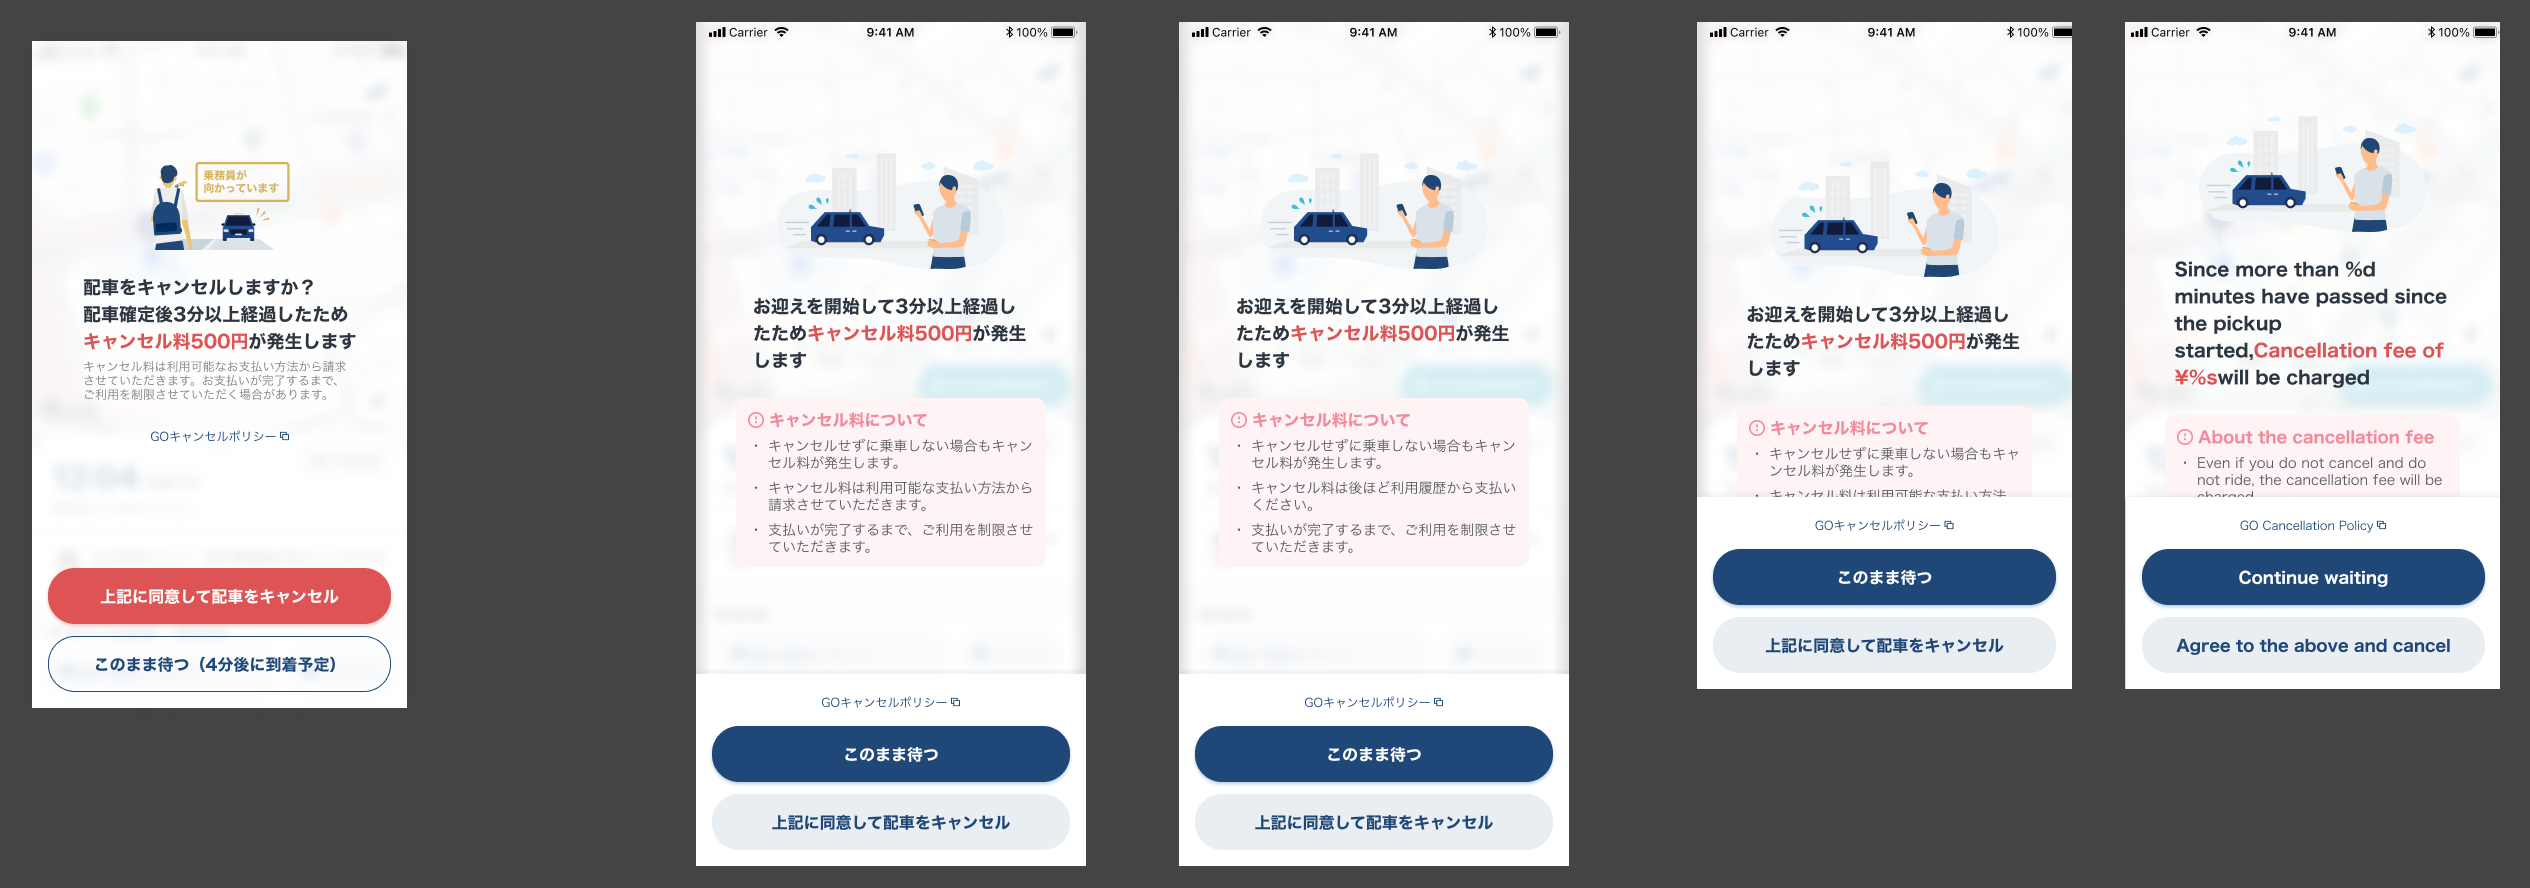 乗務員が
向かっています
配車をキャンセルしますか？
配車確定後3分以上経過したため
キャンセル料500円が発生します
キャンセル料は利用可能なお支払い方法から請求
させていただきます。お支払いが完了するまで、
ご利用を制限させていただく場合があります。
GOキャンセルポリシー
12:04
上記に同意して配車をキャンセル
このまま待つ（4分後に到着予定）
Carrier 9:41 AM 100%
お迎えを開始して3分以上経過し
たためキャンセル料500円が発生
します
キャンセル料について
・ キャンセルせずに乗車しない場合もキャン
セル料が発生します。
・ キャンセル料は利用可能な支払い方法から
請求させていただきます。
・ 支払いが完了するまで、ご利用を制限させ
ていただきます。
GOキャンセルポリシー
このまま待つ
上記に同意して配車をキャンセル
Carrier 9:41 AM 100%
お迎えを開始して3分以上経過し
たためキャンセル料500円が発生
します
キャンセル料について
・ キャンセルせずに乗車しない場合もキャン
セル料が発生します。
・ キャンセル料は後ほど利用履歴から支払い
ください。
・ 支払いが完了するまで、ご利用を制限させ
ていただきます。
GOキャンセルポリシー
このまま待つ
上記に同意して配車をキャンセル
Carrier 9:41 AM 100%
お迎えを開始して3分以上経過し
たためキャンセル料500円が発生
します
キャンセル料について
・ キャンセルせずに乗車しない場合もキャ
ンセル料が発生します。
・ キャンセル料は利用可能な支払い方法
GOキャンセルポリシー
このまま待つ
上記に同意して配車をキャンセル
Carrier 9:41 AM 100%
Since more than %d
minutes have passed since
the pickup
started,Cancellation fee of
¥%swill be charged
About the cancellation fee
・ Even if you do not cancel and do
not ride, the cancellation fee will be
charged
GO Cancellation Policy
Continue waiting
Agree to the above and cancel